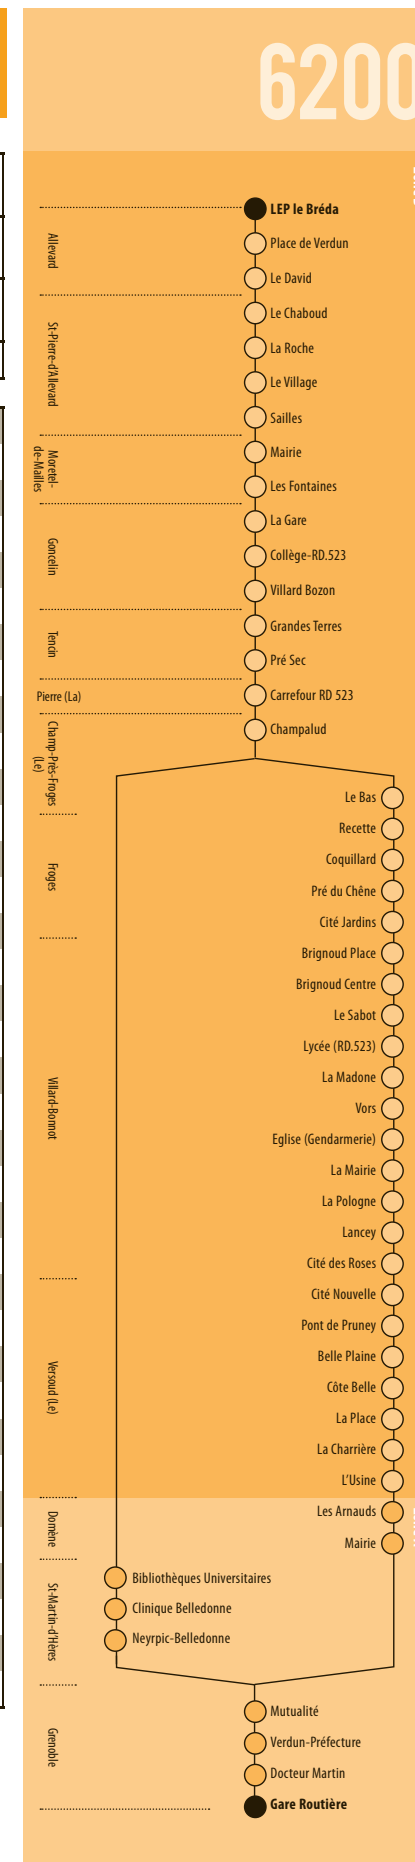 6200
LEP le Bréda
Allevard
Place de Verdun
Le David
St-Pierre-d'Allevard
Le Chaboud
La Roche
Le Village
Sailles
Moretel-
de-Mailles
Mairie
Les Fontaines
Goncelin
La Gare
Collège-RD.523
Villard Bozon
Tencin
Grandes Terres
Pré Sec
Pierre (La)
Carrefour RD 523
Champ-Près-Froges
(Le)
Champalud
Le Bas
Recette
Froges
Coquillard
Pré du Chêne
Cité Jardins
Villard-Bonnot
Brignoud Place
Brignoud Centre
Le Sabot
Lycée (RD.523)
La Madone
Vors
Eglise (Gendarmerie)
La Mairie
La Pologne
Lancey
Cité des Roses
Versoud (Le)
Cité Nouvelle
Pont de Pruney
Belle Plaine
Côte Belle
La Place
La Charrière
L'Usine
Domène
Les Arnauds
Mairie
St-Martin-d'Hères
Bibliothèques Universitaires
Clinique Belledonne
Neyrpic-Belledonne
Grenoble
Mutualité
Verdun-Préfecture
Docteur Martin
Gare Routière